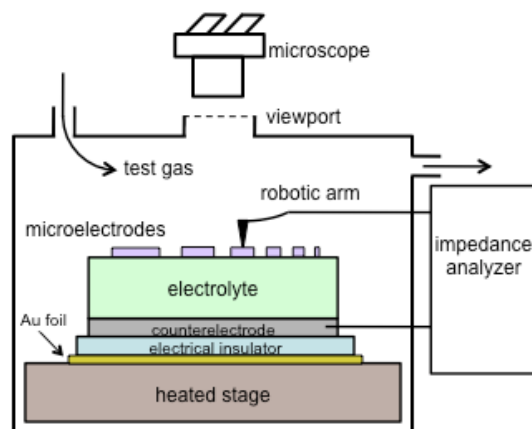 microscope
viewport
test gas
robotic arm
microelectrodes
impedance
analyzer
electrolyte
Au foil
counterelectrode
electrical insulator
heated stage